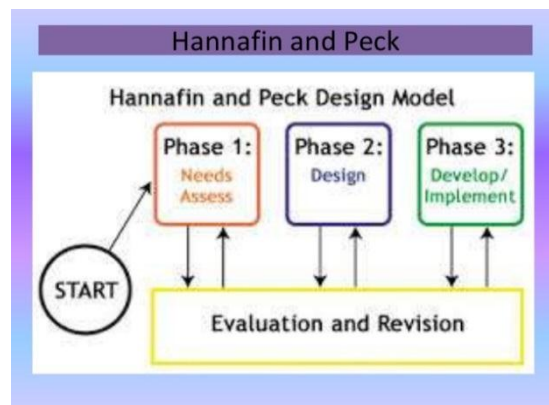 Hannafin and Peck
Hannafin and Peck Design Model
Phase 1:
Needs
Assess
Phase 2:
Design
Phase 3:
Develop/
Implement
START
Evaluation and Revision